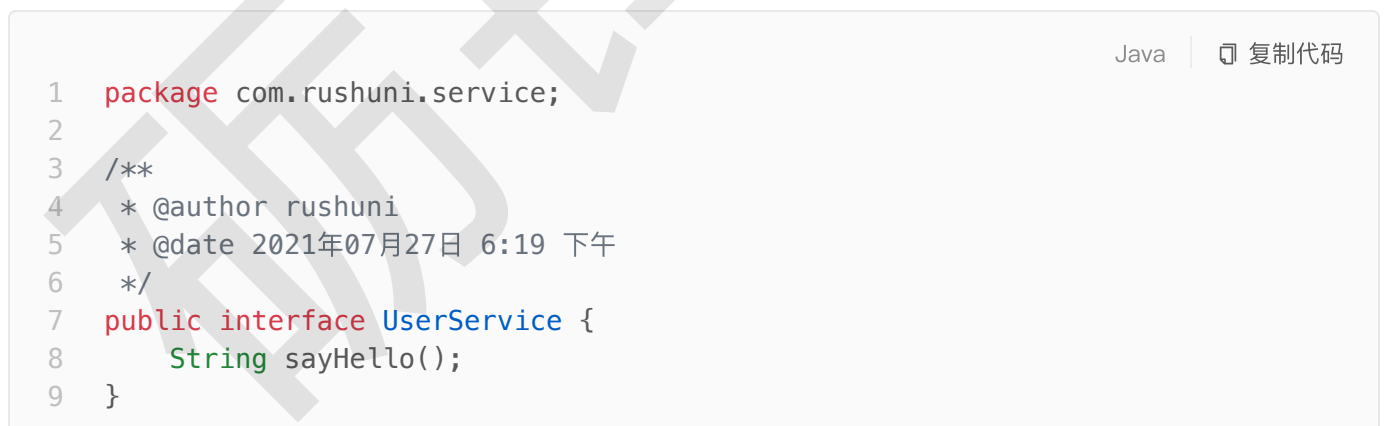 Java 复制代码
1 package com.rushuni.service;
2
3 /**
4  * @author rushuni
5  * @date 2021年07月27日 6:19 下午
6  */
7 public interface UserService {
8     String sayHello();
9 }
砺